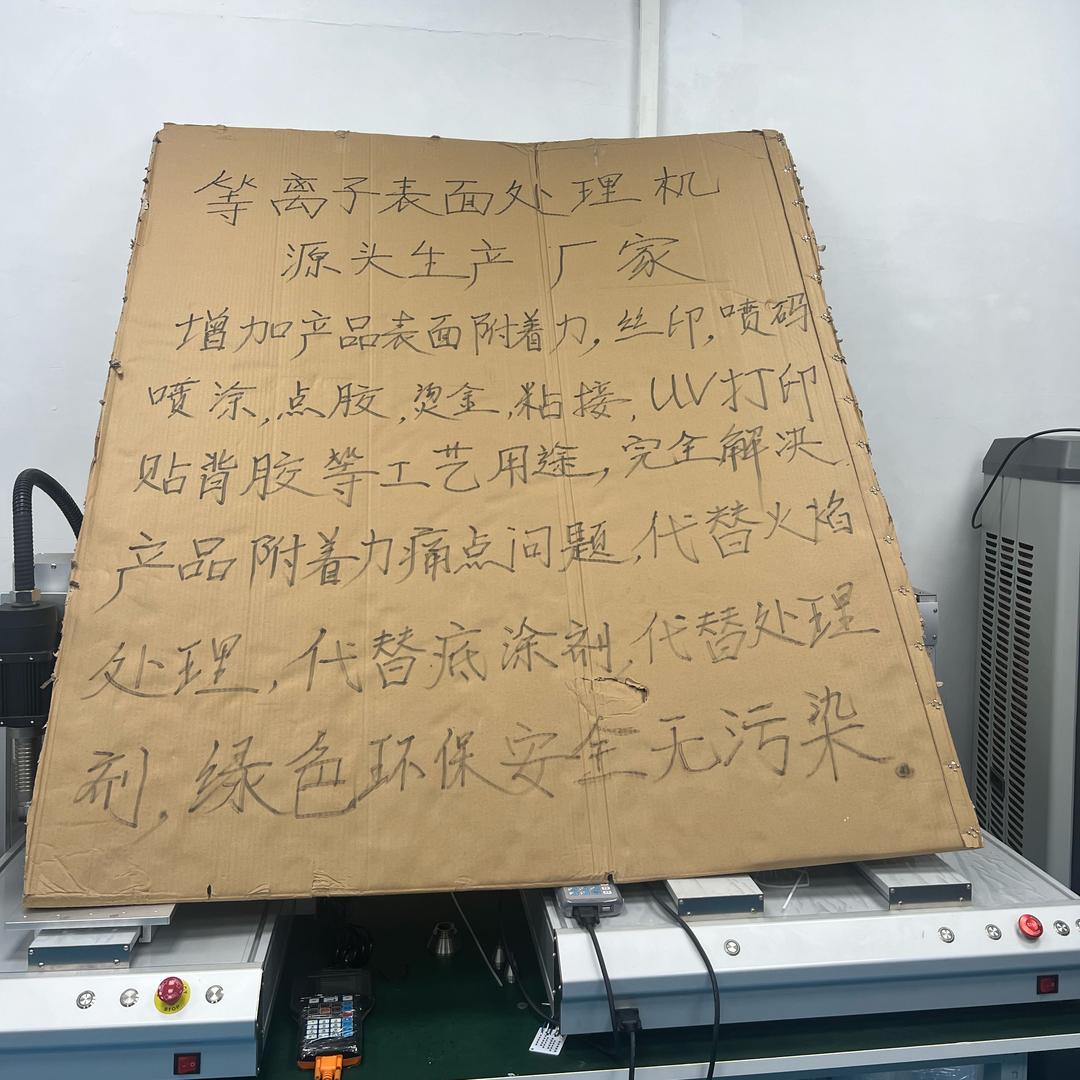 等离子表面处理机
源头生产厂家
增加产品表面附着力,丝印,喷码
喷涂,点胶,烫金,粘接,UV打印
贴背胶等工艺用途,完全解决
产品附着力痛点问题,代替火焰
处理,代替底涂剂,代替处理
剂,绿色环保安全无污染。
STOP